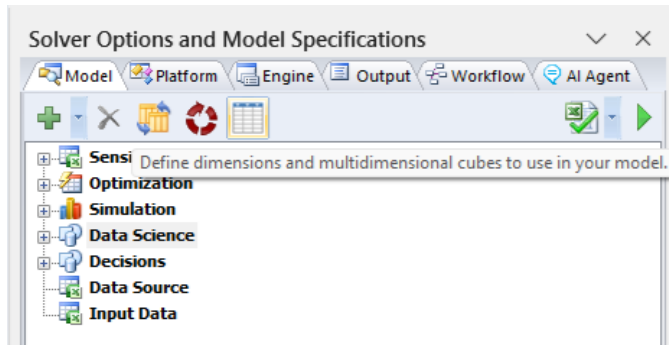 Solver Options and Model Specifications
Model Platform Engine Output Workflow AI Agent
Sensi
Define dimensions and multidimensional cubes to use in your model.
Optimization
Simulation
Data Science
Decisions
Data Source
Input Data